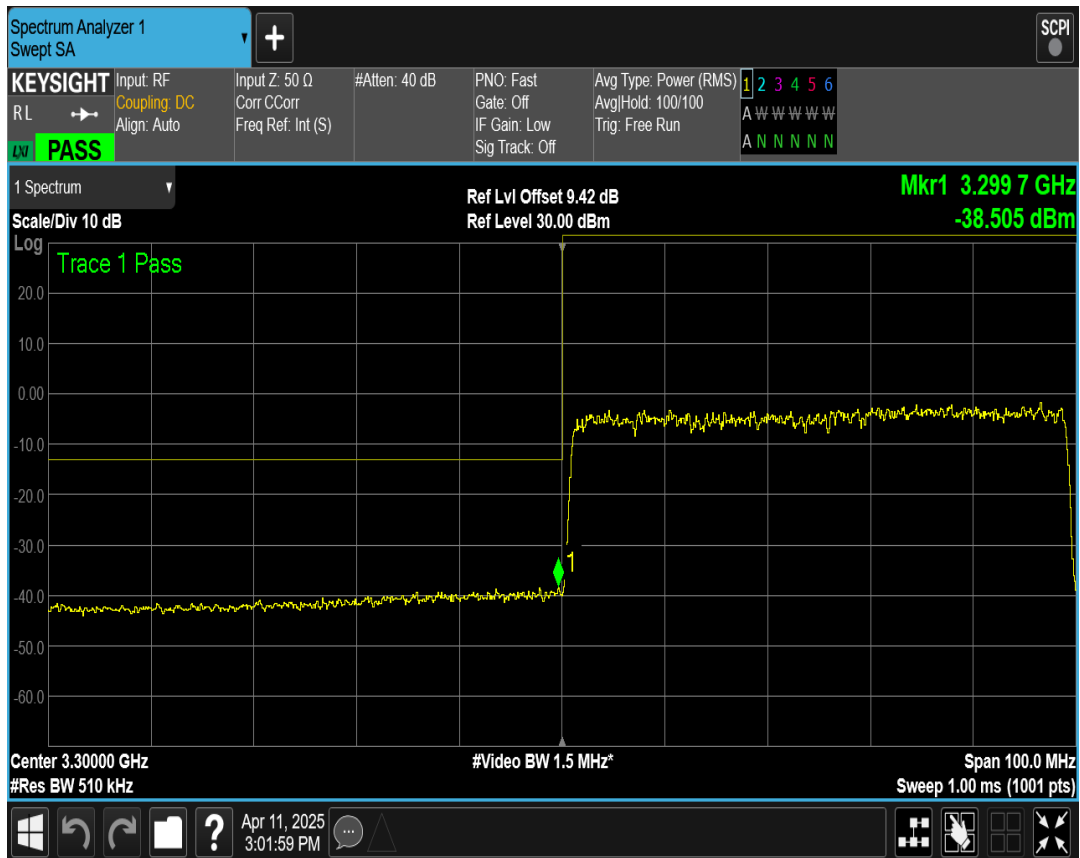 Spectrum Analyzer 1
Swept SA
+
SCPI
KEYSIGHT
RL
LXI PASS
Input: RF
Coupling: DC
Align: Auto
Input Z: 50 Ω
Corr CCorr
Freq Ref: Int (S)
#Atten: 40 dB
PNO: Fast
Gate: Off
IF Gain: Low
Sig Track: Off
Avg Type: Power (RMS)
Avg|Hold: 100/100
Trig: Free Run
1 2 3 4 5 6
A W W W W W
A N N N N N
1 Spectrum
Scale/Div 10 dB
Ref Lvl Offset 9.42 dB
Ref Level 30.00 dBm
Mkr1 3.299 7 GHz
-38.505 dBm
Log
Trace 1 Pass
20.0
10.0
0.00
-10.0
-20.0
-30.0
1
-40.0
-50.0
-60.0
Center 3.30000 GHz
#Res BW 510 kHz
#Video BW 1.5 MHz*
Span 100.0 MHz
Sweep 1.00 ms (1001 pts)
?
Apr 11, 2025
3:01:59 PM